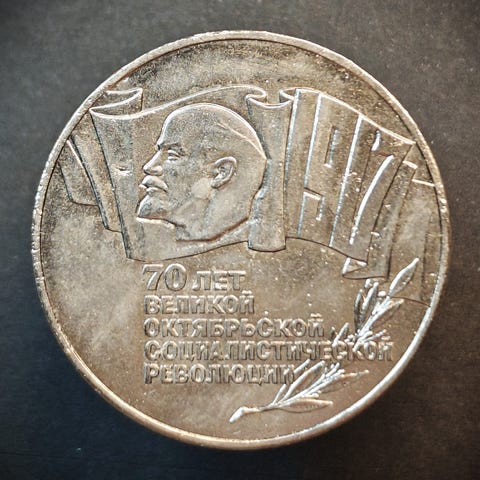 1917
70 ЛЕТ
ВЕЛИКОЙ
ОКТЯБРЬСКОЙ
СОЦИАЛИСТИЧЕСКОЙ
РЕВОЛЮЦИИ